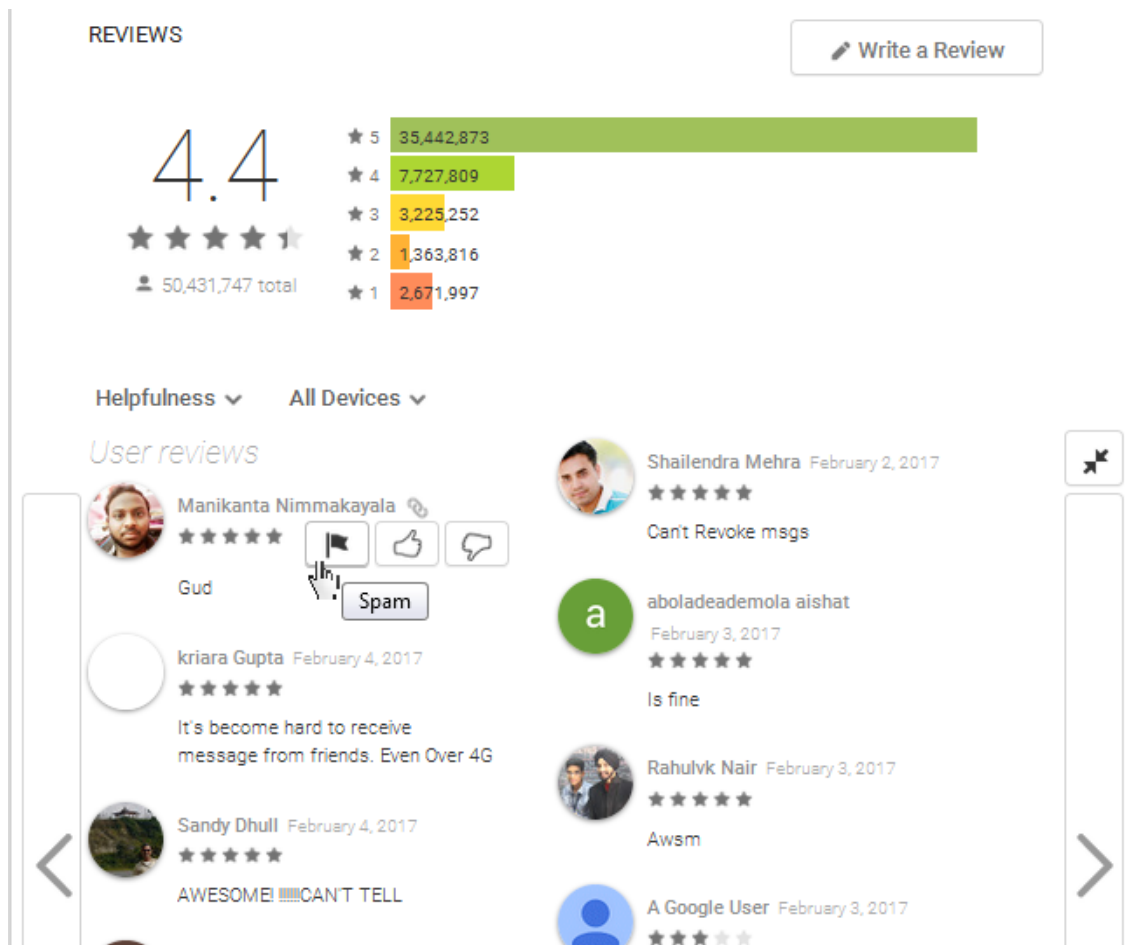 REVIEWS
Write a Review
4.4
50,431,747 total
5 35,442,873
4 7,727,809
3 3,225,252
2 1,363,816
1 2,671,997
Helpfulness
All Devices
User reviews
Manikanta Nimmakayala
Gud
Spam
kriara Gupta February 4, 2017
It's become hard to receive
message from friends. Even Over 4G
Sandy Dhull February 4, 2017
AWESOME! !!!!!!!CAN'T TELL
Shailendra Mehra February 2, 2017
Can't Revoke msgs
a
aboladeademola aishat
February 3, 2017
Is fine
Rahulvk Nair February 3, 2017
Awsm
A Google User February 3, 2017